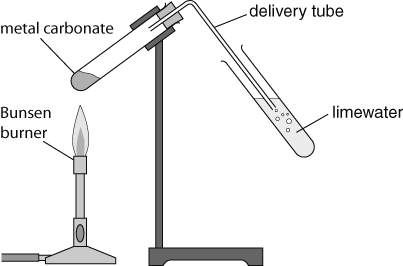 delivery tube
metal carbonate
Bunsen
burner
limewater